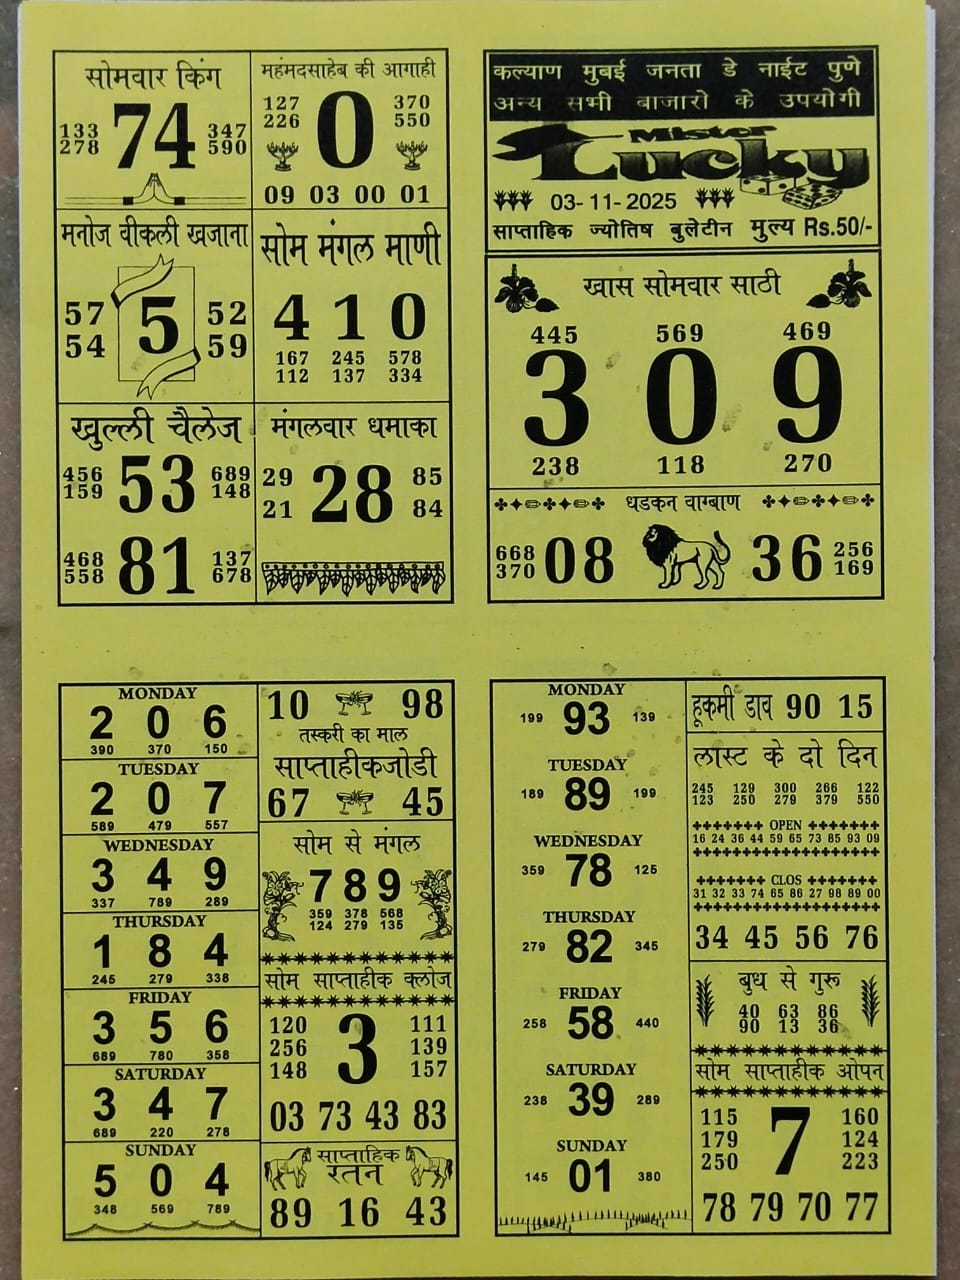 सोमवार किंग
133 74 347
278 590
महंमदसाहेब की आगाही
127 0 370
226 550
09 03 00 01
मनोज वीकली खजाना
57 5 52
54 59
सोम मंगल माणी
4 1 0
167 245 578
112 137 334
खुल्ली चैलेज
456 53 689
159 148
468 81 137
558 678
मंगलवार धमाका
29 28 85
21 84
कल्याण मुबई जनता डे नाईट पुणे
अन्य सभी बाजारो के उपयोगी
Mister
Lucky
03-11-2025
साप्ताहिक ज्योतिष बुलेटीन मुल्य Rs.50/-
खास सोमवार साठी
445 569 469
3 0 9
238 118 270
धडकन वाग्बाण
668 08 36 256
370 169
MONDAY
2 0 6
390 370 150
TUESDAY
2 0 7
589 479 557
WEDNESDAY
3 4 9
337 789 289
THURSDAY
1 8 4
245 279 338
FRIDAY
3 5 6
689 780 358
SATURDAY
3 4 7
689 220 278
SUNDAY
5 0 4
348 569 789
10 98
तस्करी का माल
साप्ताहीकजोडी
67 45
सोम से मंगल
7 8 9
359 378 568
124 279 135
सोम साप्ताहीक क्लोज
120 3 111
256 139
148 157
03 73 43 83
साप्ताहिक
रतन
89 16 43
MONDAY
199 93 139
TUESDAY
189 89 199
WEDNESDAY
359 78 125
THURSDAY
279 82 345
FRIDAY
258 58 440
SATURDAY
238 39 289
SUNDAY
145 01 380
हूकमी डाव 90 15
लास्ट के दो दिन
245 129 300 266 122
123 250 279 379 550
OPEN
16 24 36 44 59 65 73 85 93 09
CLOS
31 32 33 74 65 86 27 98 89 00
34 45 56 76
बुध से गुरू
40 63 86
90 13 36
सोम साप्ताहीक ओपन
115 7 160
179 124
250 223
78 79 70 77